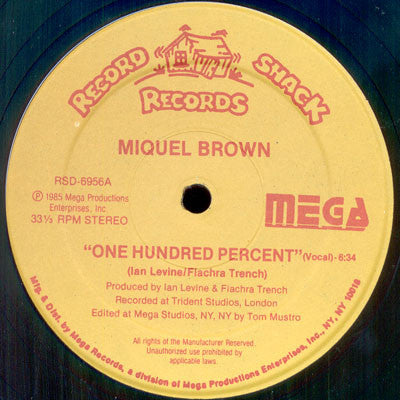 RECORD SHACK
RECORDS
MIQUEL BROWN
RSD-6956A
Ⓟ 1985 Mega Productions
Enterprises, Inc.
33⅓ RPM STEREO
MEGA
"ONE HUNDRED PERCENT" (Vocal)- 6:34
(Ian Levine/Fiachra Trench)
Produced by Ian Levine & Fiachra Trench
Recorded at Trident Studios, London
Edited at Mega Studios, NY, NY by Tom Mustro
All rights of the Manufacturer Reserved.
Unauthorized use prohibited by
applicable laws.
Mfg. & Dist. by Mega Records, a division of Mega Productions Enterprises, Inc., NY, NY 10018